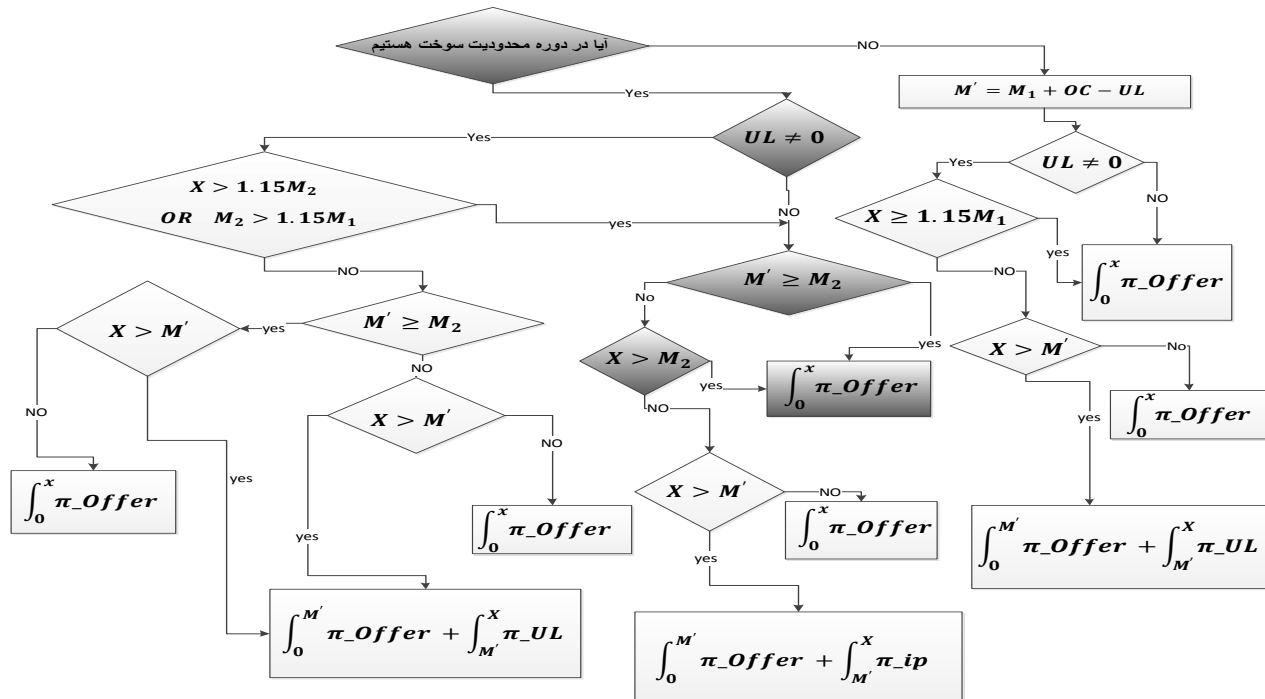 آیا در دوره محدودیت سوخت هستیم
NO
M′ = M₁ + OC − UL
Yes
UL ≠ 0
Yes
UL ≠ 0
Yes
NO
X > 1.15M₂
OR M₂ > 1.15M₁
yes
NO
X ≥ 1.15M₁
yes
∫₀ˣ π_Offer
NO
NO
M′ ≥ M₂
No
yes
X > M′
yes
M′ ≥ M₂
NO
X > M₂
yes
∫₀ˣ π_Offer
X > M′
No
∫₀ˣ π_Offer
yes
NO
X > M′
NO
NO
yes
∫₀ˣ π_Offer
yes
yes
∫₀ˣ π_Offer
X > M′
NO
∫₀ˣ π_Offer
yes
∫₀ᴹ′ π_Offer + ∫_M′^X π_UL
∫₀ᴹ′ π_Offer + ∫_M′^X π_UL
∫₀ᴹ′ π_Offer + ∫_M′^X π_ip